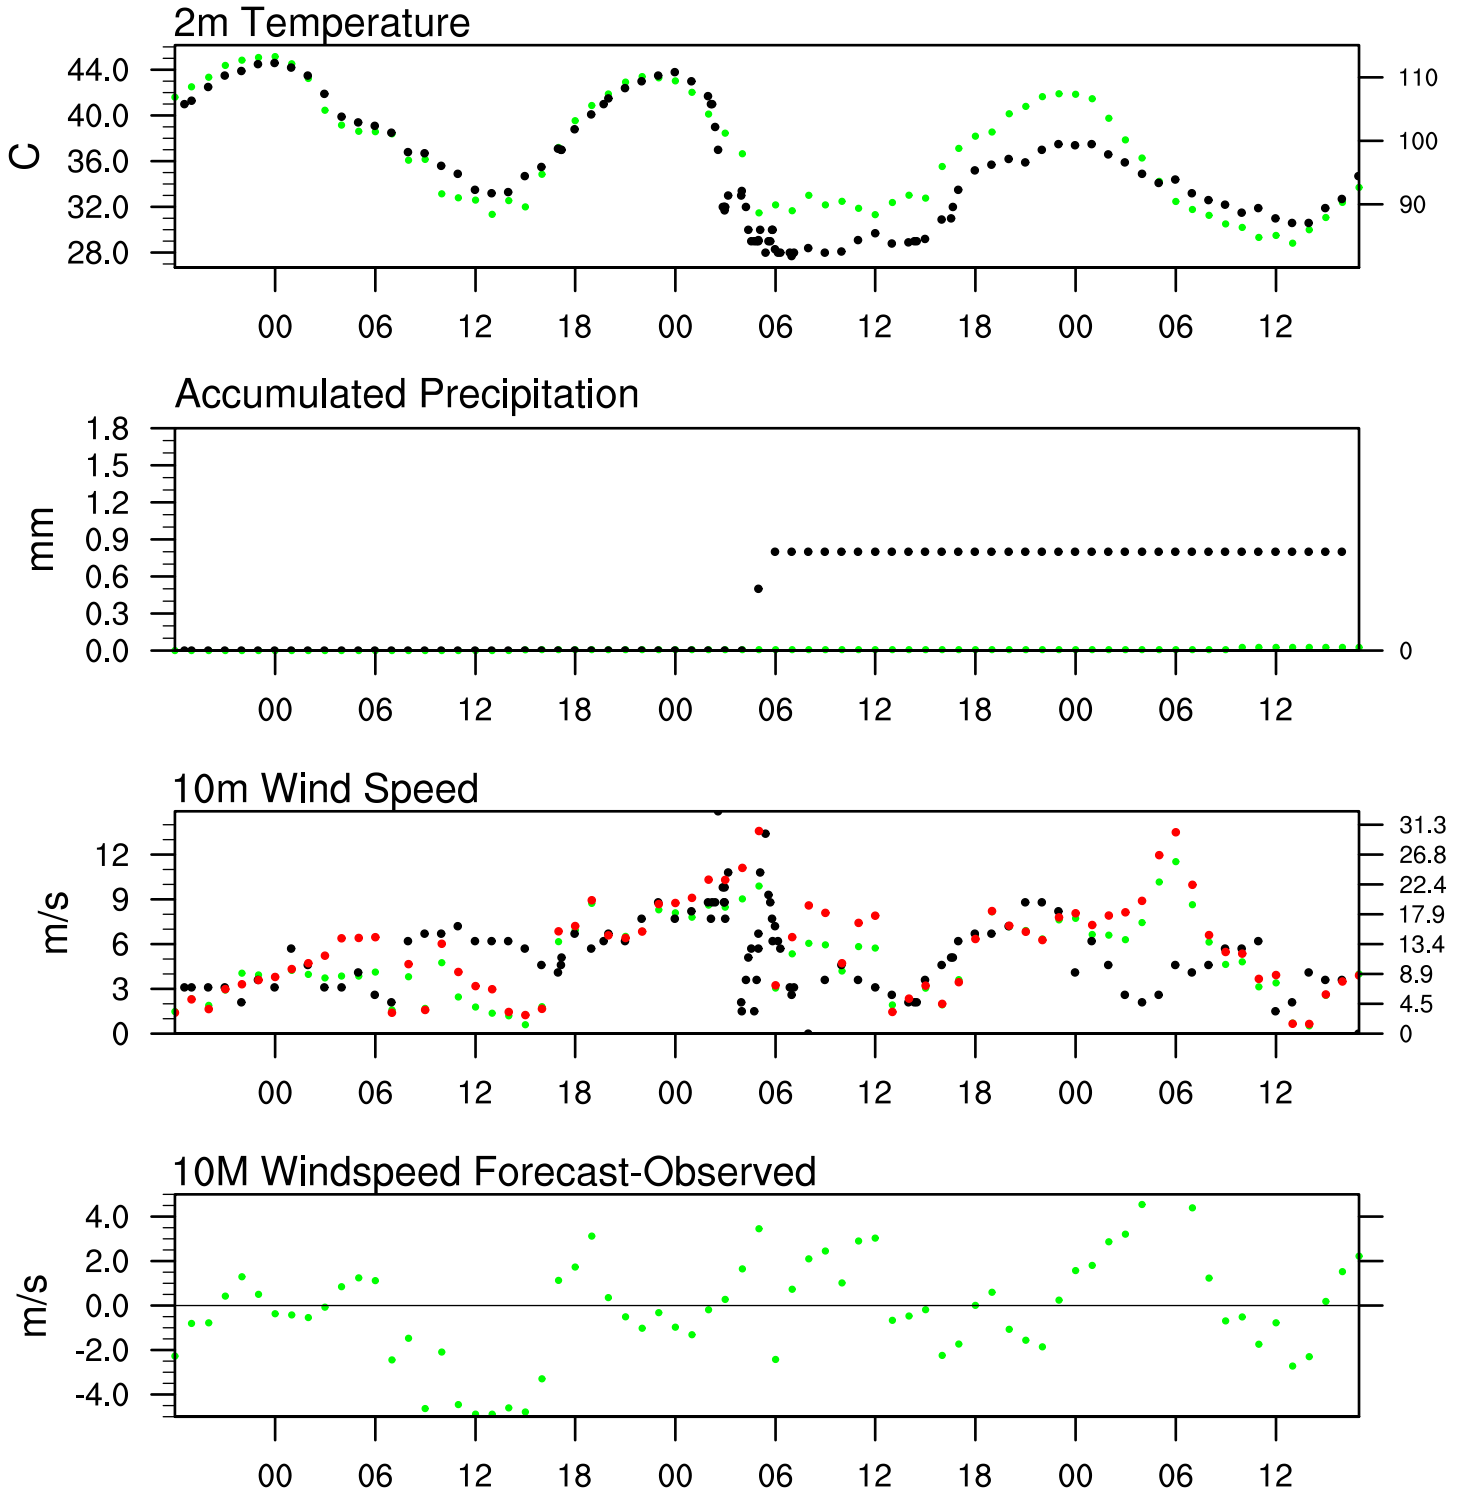 2m Temperature
44.0 110
40.0
100
C
36.0
32.0 90
28.0
00 06 12 18 00 06 12 18 00 06 12
Accumulated Precipitation
1.8
1.5
1.2
0.9
mm
0.6
0.3
0.0 0
00 06 12 18 00 06 12 18 00 06 12
10m Wind Speed
31.3
12 26.8
22.4
9
17.9
m/s
6 13.4
8.9
3
4.5
0 0
00 06 12 18 00 06 12 18 00 06 12
10M Windspeed Forecast-Observed
4.0
2.0
0.0
m/s
-2.0
-4.0
00 06 12 18 00 06 12 18 00 06 12